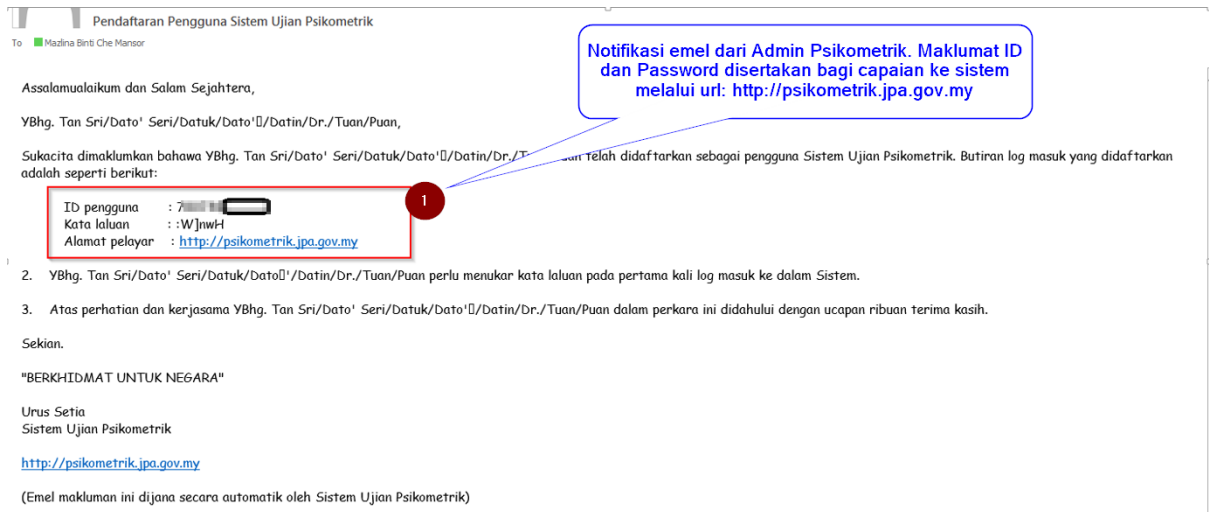 Pendaftaran Pengguna Sistem Ujian Psikometrik
To Mazlina Binti Che Mansor
Notifikasi emel dari Admin Psikometrik. Maklumat ID
dan Password disertakan bagi capaian ke sistem
melalui url: http://psikometrik.jpa.gov.my
Assalamualaikum dan Salam Sejahtera,
YBhg. Tan Sri/Dato' Seri/Datuk/Dato'▯/Datin/Dr./Tuan/Puan,
Sukacita dimaklumkan bahawa YBhg. Tan Sri/Dato' Seri/Datuk/Dato'▯/Datin/Dr./T telah didaftarkan sebagai pengguna Sistem Ujian Psikometrik. Butiran log masuk yang didaftarkan
adalah seperti berikut:
1
ID pengguna : 7
Kata laluan : :W]nwH
Alamat pelayar : http://psikometrik.jpa.gov.my
2. YBhg. Tan Sri/Dato' Seri/Datuk/Dato▯'/Datin/Dr./Tuan/Puan perlu menukar kata laluan pada pertama kali log masuk ke dalam Sistem.
3. Atas perhatian dan kerjasama YBhg. Tan Sri/Dato' Seri/Datuk/Dato'▯/Datin/Dr./Tuan/Puan dalam perkara ini didahului dengan ucapan ribuan terima kasih.
Sekian.
"BERKHIDMAT UNTUK NEGARA"
Urus Setia
Sistem Ujian Psikometrik
http://psikometrik.jpa.gov.my
(Emel makluman ini dijana secara automatik oleh Sistem Ujian Psikometrik)